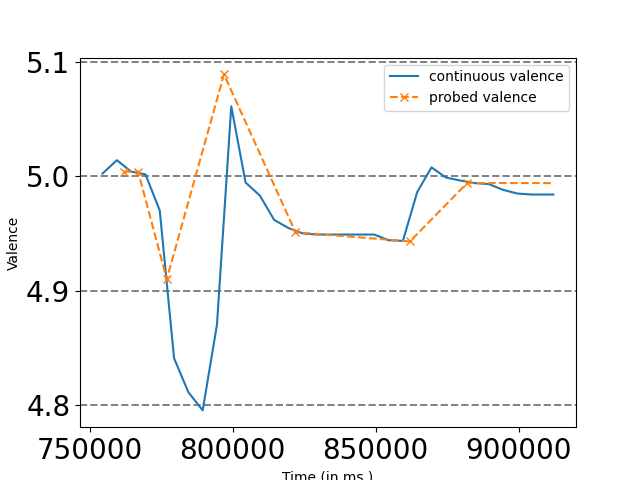 continuous valence
probed valence
5.1
5.0
4.9
4.8
Valence
750000 800000 850000 900000
Time (in ms.)